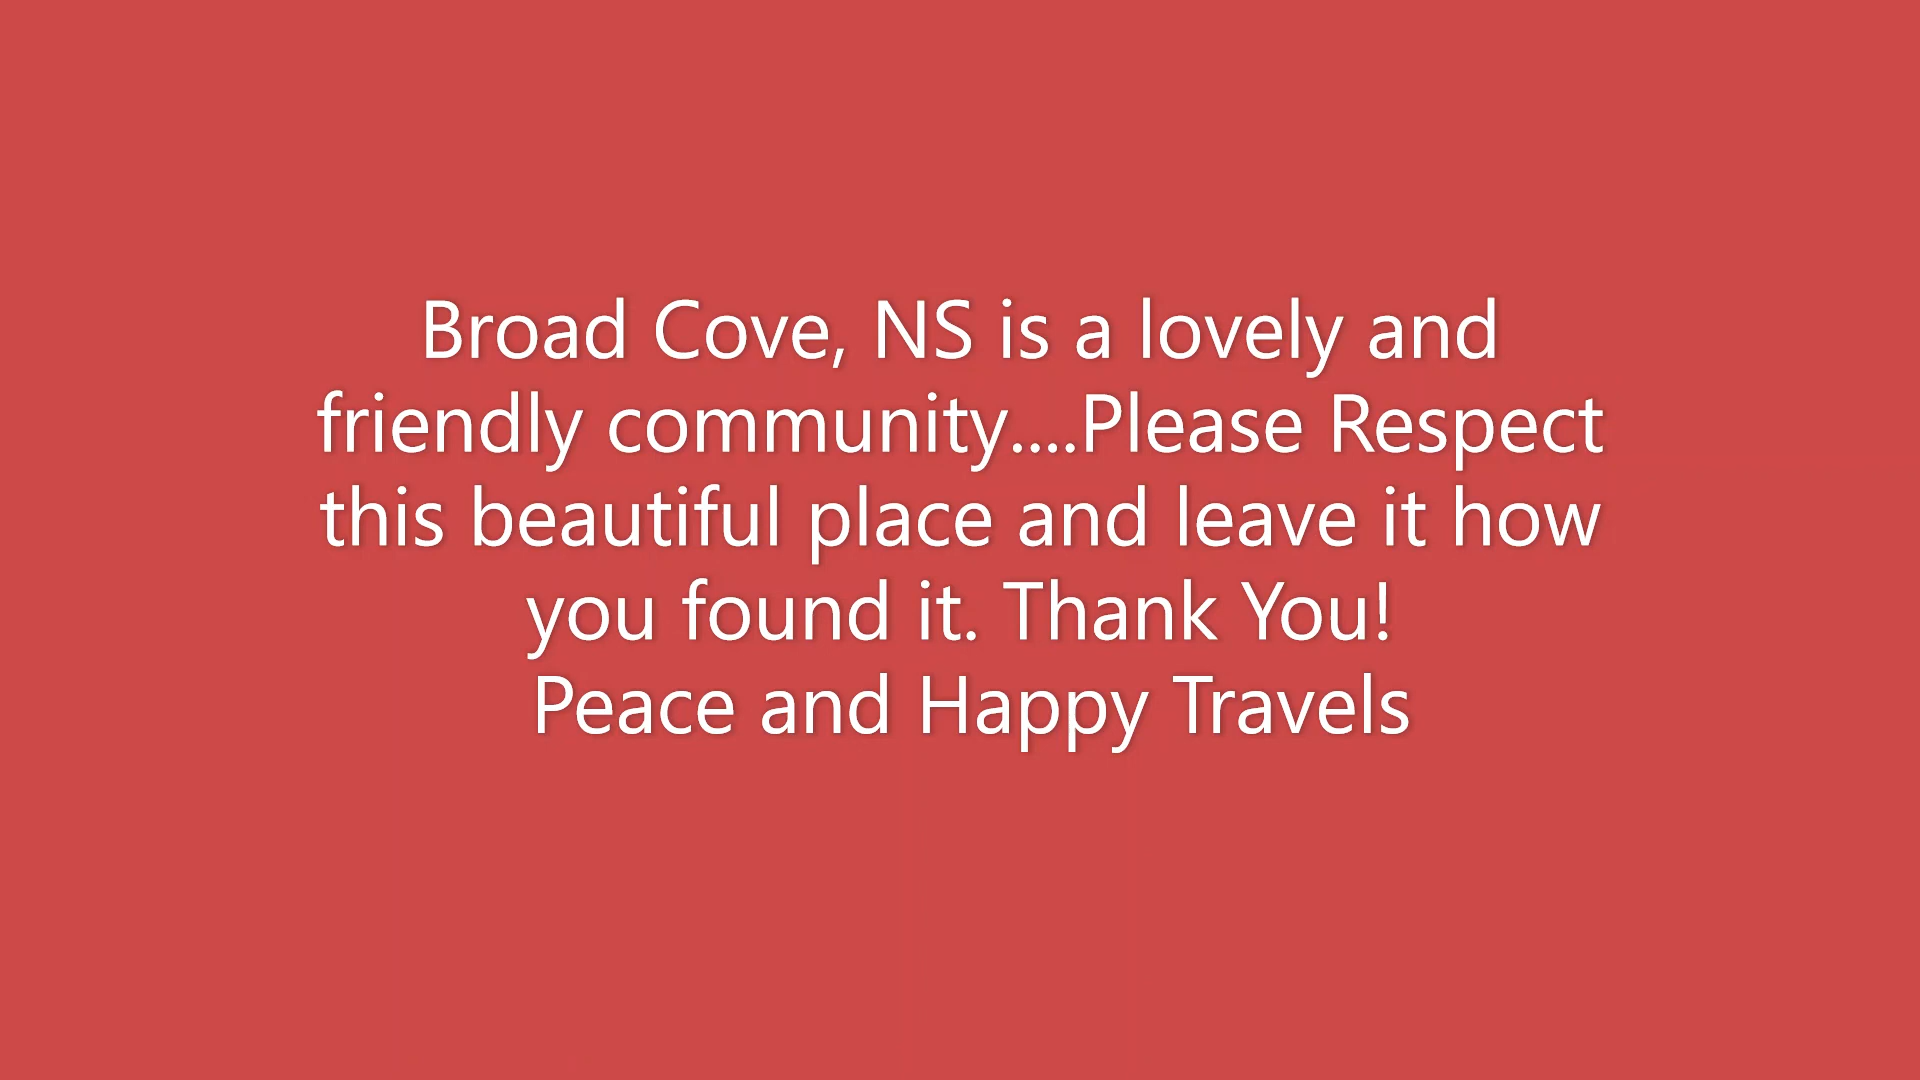 Broad Cove, NS is a lovely and
friendly community....Please Respect
this beautiful place and leave it how
you found it. Thank You!
Peace and Happy Travels